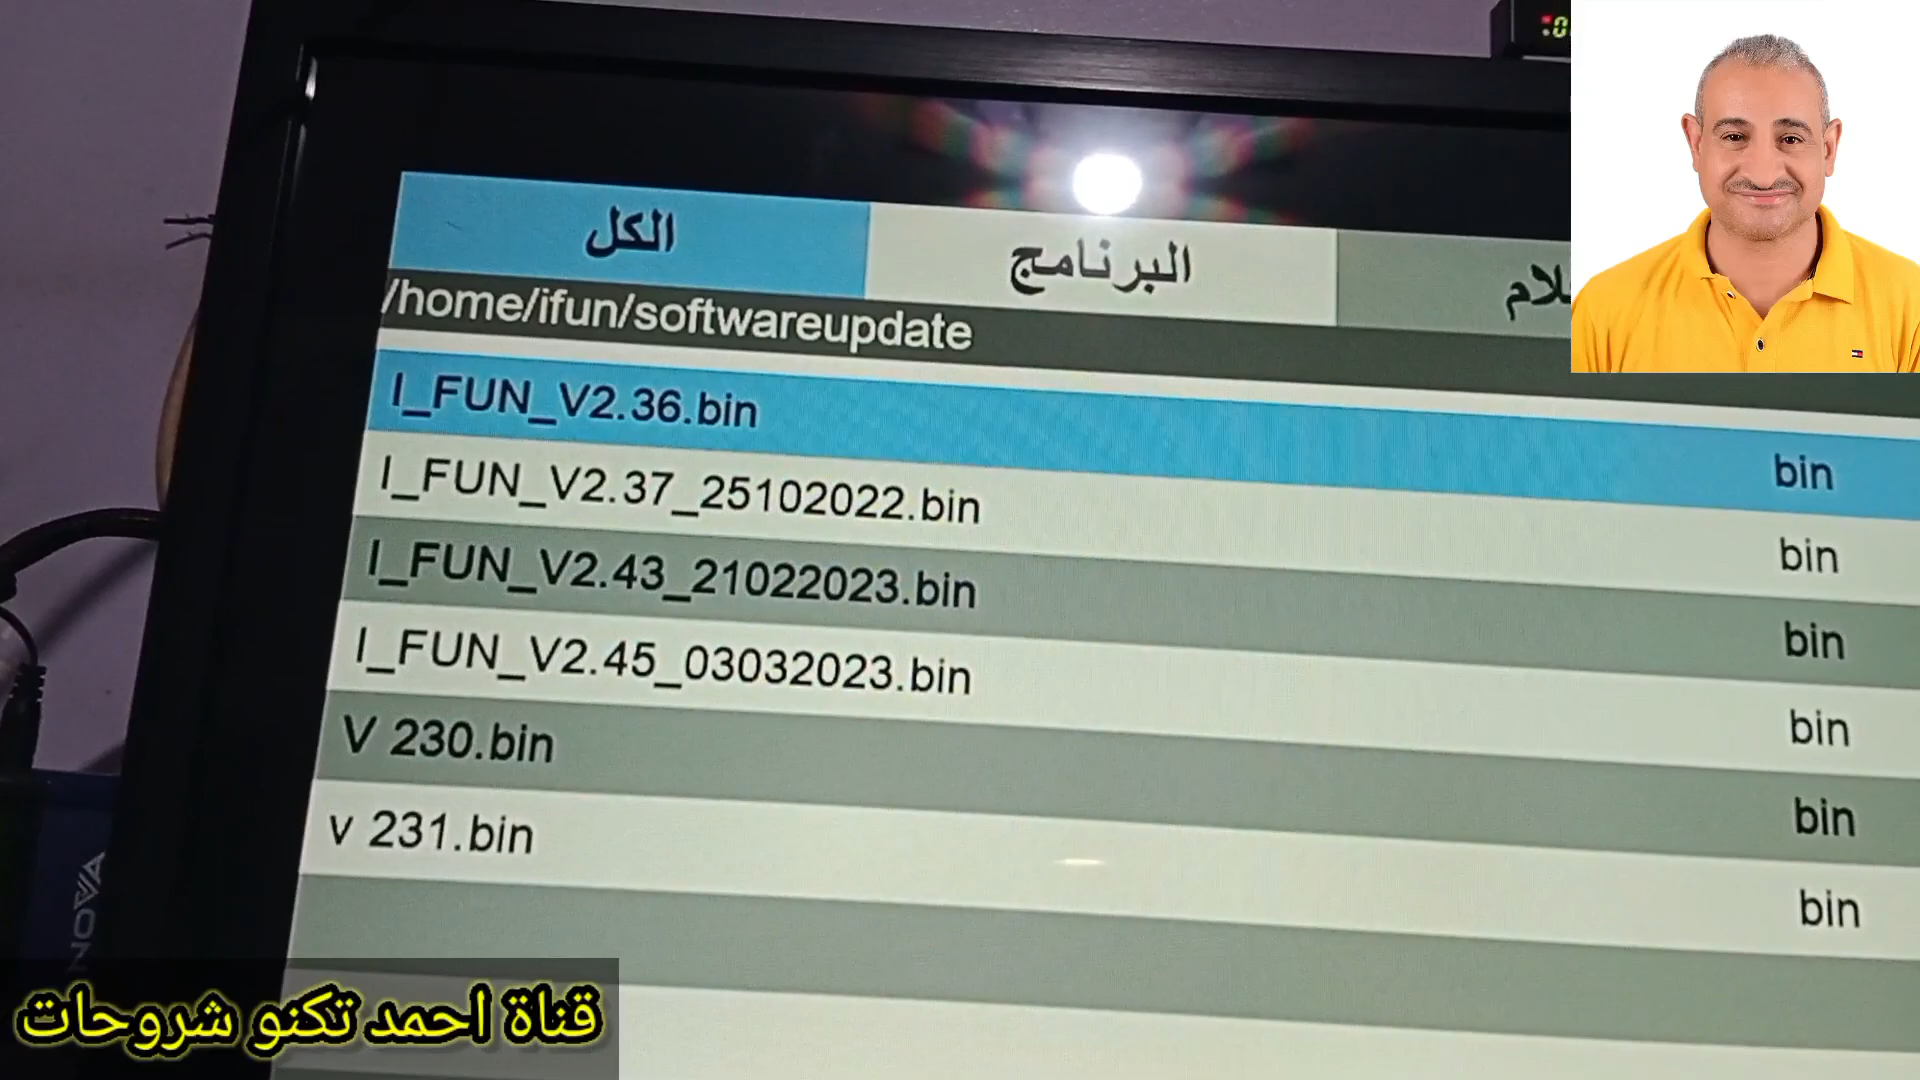 الكل
البرنامج
/home/ifun/softwareupdate
I_FUN_V2.36.bin bin
I_FUN_V2.37_25102022.bin bin
I_FUN_V2.43_21022023.bin bin
I_FUN_V2.45_03032023.bin bin
V 230.bin bin
v 231.bin bin
قناة احمد تكنو شروحات